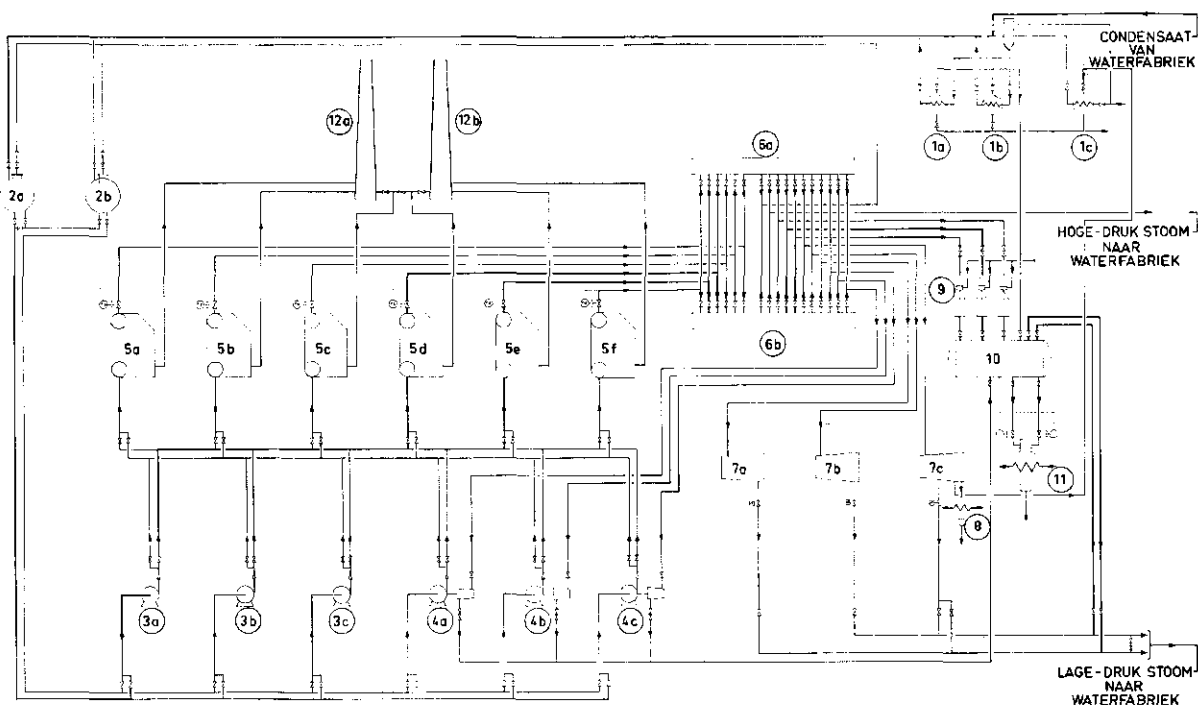 CONDENSAAT
VAN
WATERFABRIEK
12a
12b
6a
1a
1b
1c
2a
2b
HOGE-DRUK STOOM
NAAR
WATERFABRIEK
9
5a
5b
5c
5d
5e
5f
6b
10
7a
7b
7c
11
8
3a
3b
3c
4a
4b
4c
LAGE-DRUK STOOM
NAAR
WATERFABRIEK